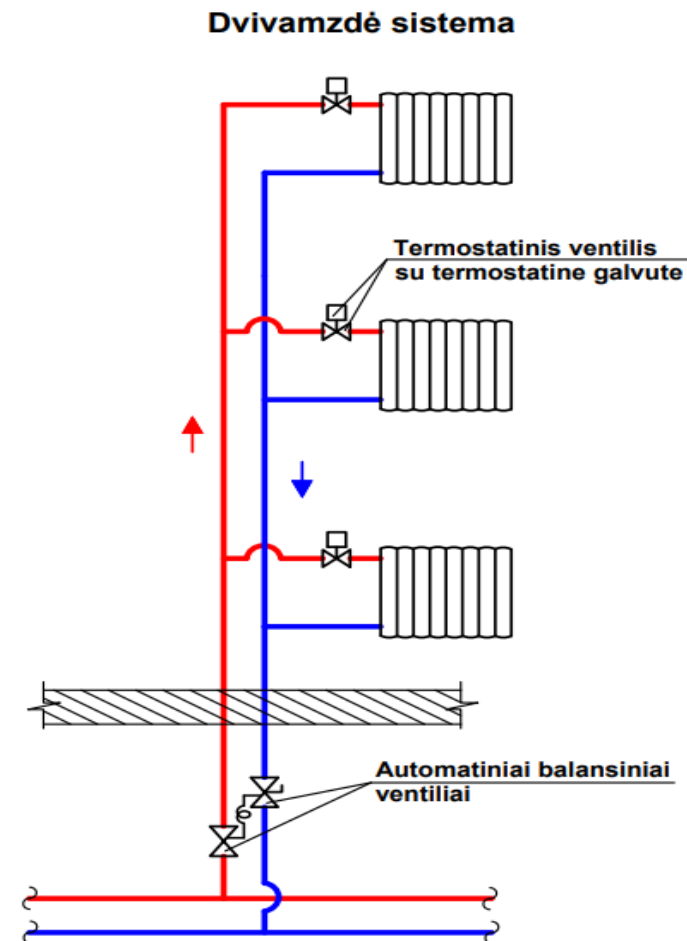 Dvivamzdė sistema
Termostatinis ventilis
su termostatine galvute
Automatiniai balansiniai
ventiliai